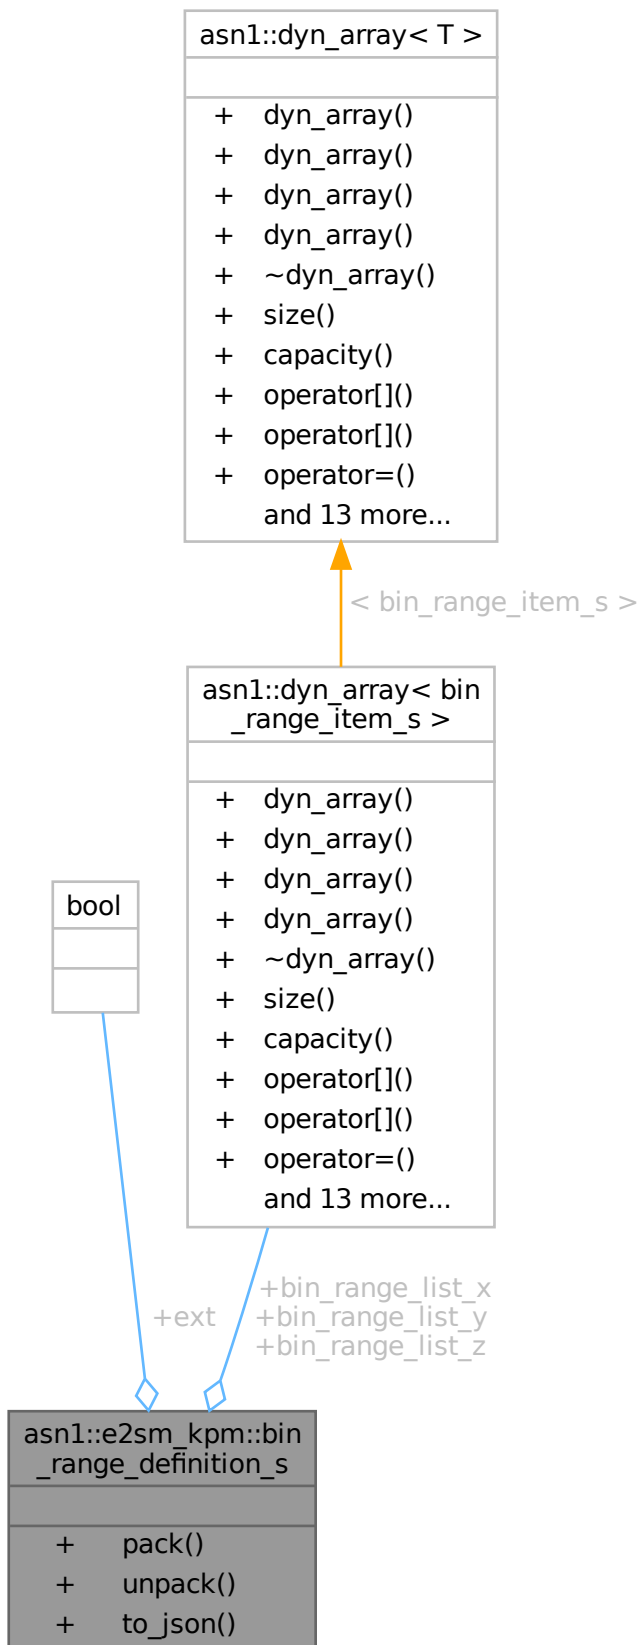 asn1::dyn_array< T >
+ dyn_array()
+ dyn_array()
+ dyn_array()
+ dyn_array()
+ ~dyn_array()
+ size()
+ capacity()
+ operator[]()
+ operator[]()
+ operator=()
and 13 more...
< bin_range_item_s >
asn1::dyn_array< bin
_range_item_s >
+ dyn_array()
+ dyn_array()
+ dyn_array()
+ dyn_array()
+ ~dyn_array()
+ size()
+ capacity()
+ operator[]()
+ operator[]()
+ operator=()
and 13 more...
bool
+ext
+bin_range_list_x
+bin_range_list_y
+bin_range_list_z
asn1::e2sm_kpm::bin
_range_definition_s
+ pack()
+ unpack()
+ to_json()